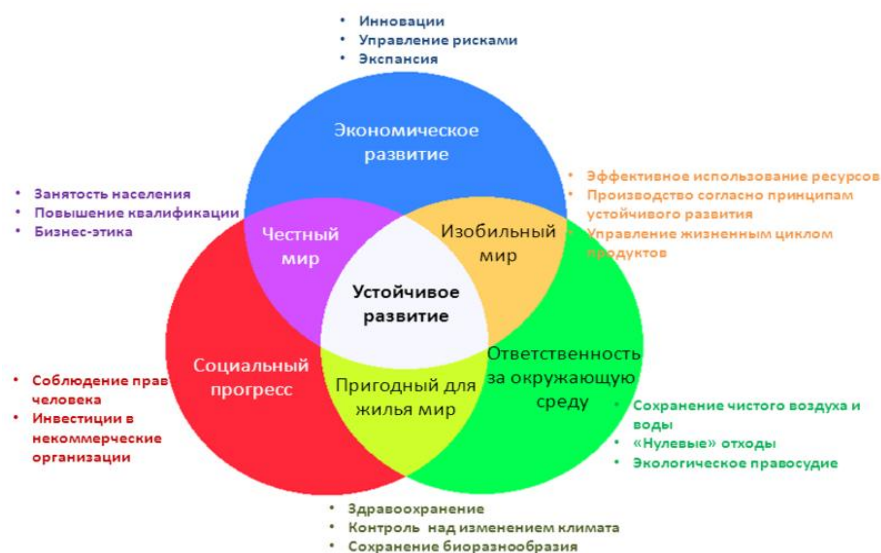 • Инновации
• Управление рисками
• Экспансия
Экономическое
развитие
• Занятость населения
• Повышение квалификации
• Бизнес-этика
• Эффективное использование ресурсов
• Производство согласно принципам
устойчивого развития
• Управление жизненным циклом
продуктов
Честный
мир
Изобильный
мир
Устойчивое
развитие
Социальный
прогресс
Пригодный для
жилья мир
Ответственность
за окружающую
среду
• Соблюдение прав
человека
• Инвестиции в
некоммерческие
организации
• Сохранение чистого воздуха и
воды
• «Нулевые» отходы
• Экологическое правосудие
• Здравоохранение
• Контроль над изменением климата
• Сохранение биоразнообразия